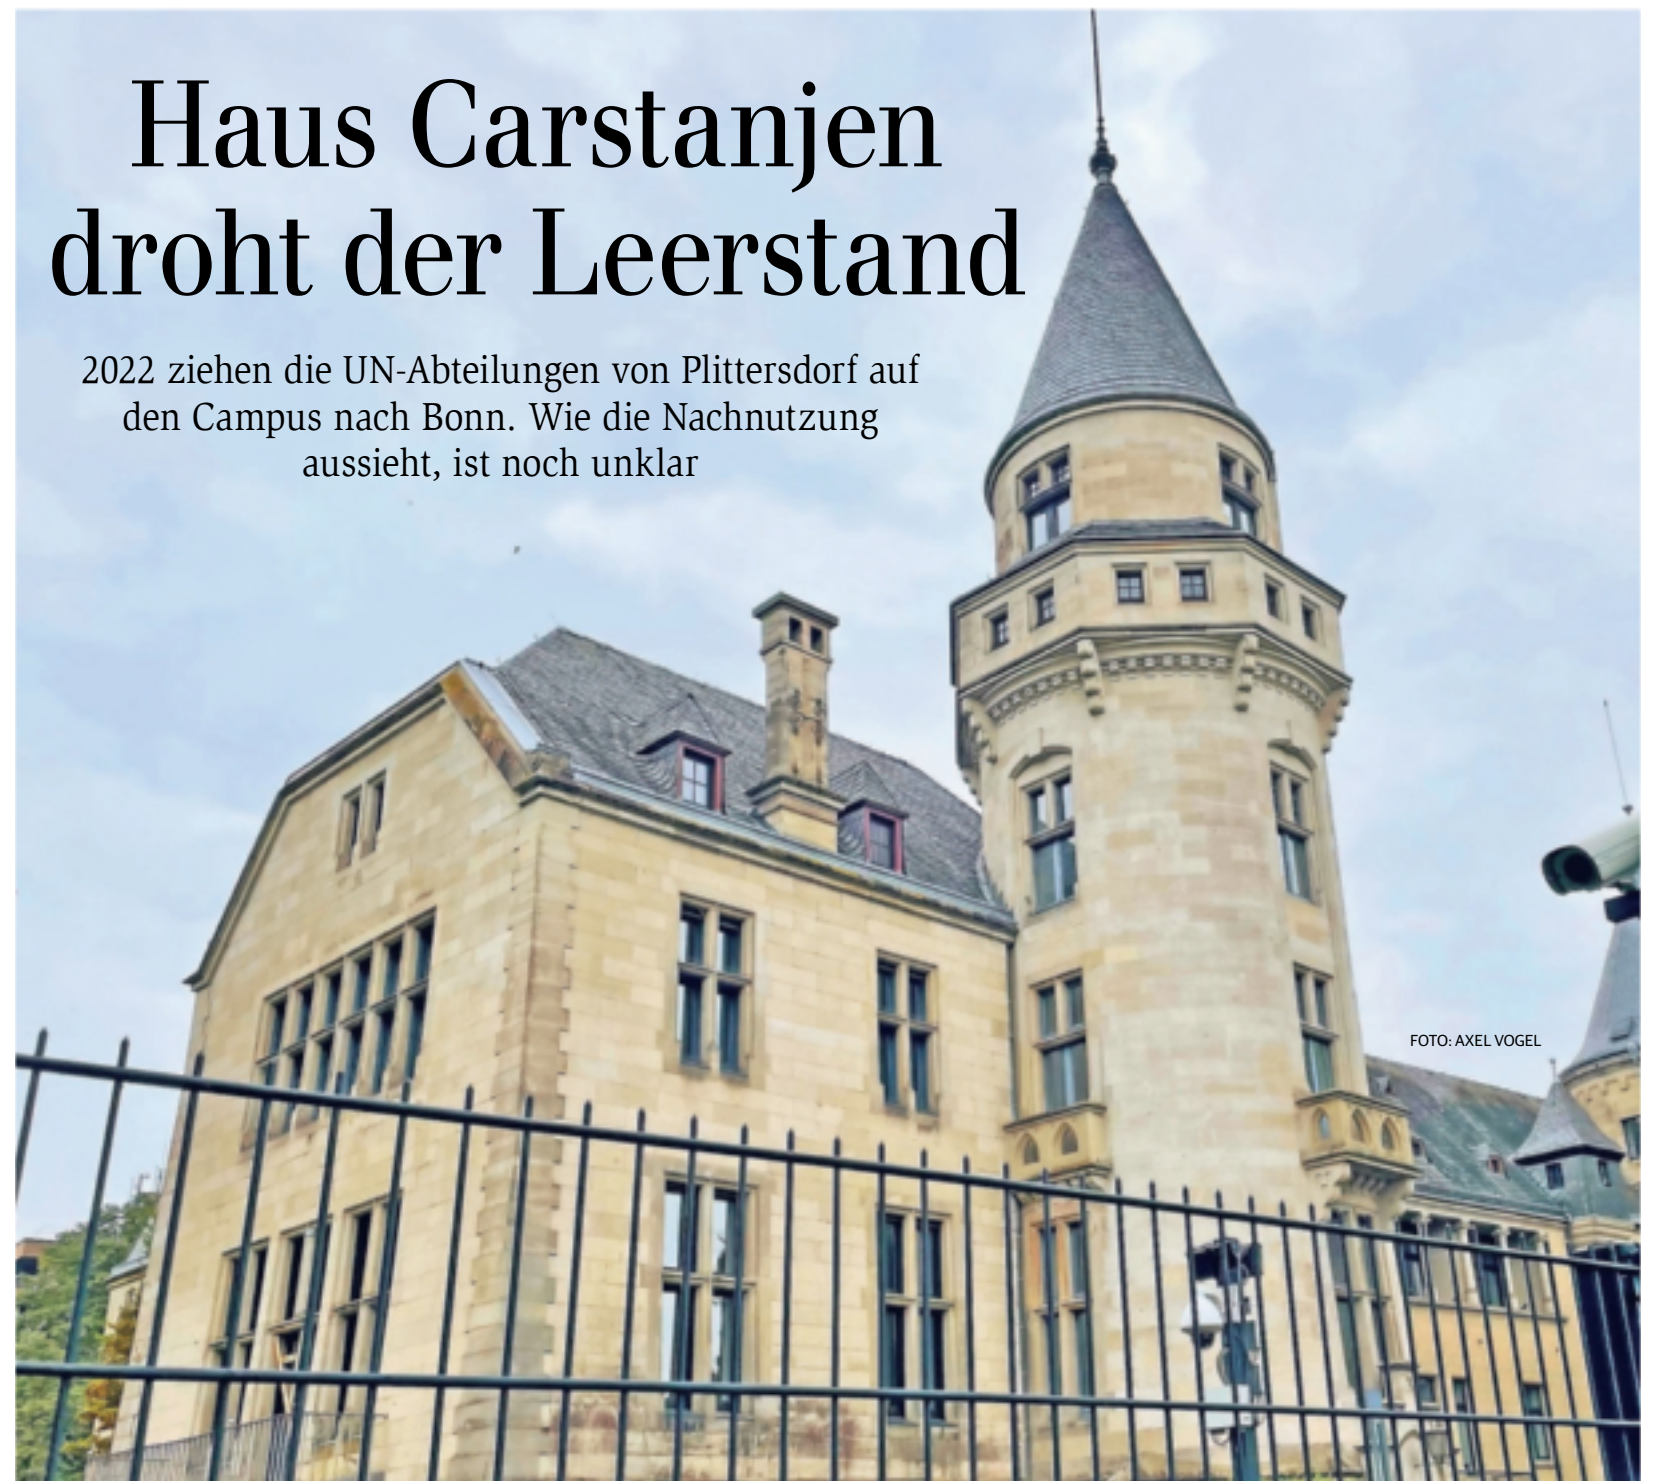 Haus Carstanjen
droht der Leerstand
2022 ziehen die UN-Abteilungen von Plittersdorf auf
den Campus nach Bonn. Wie die Nachnutzung
aussieht, ist noch unklar
FOTO: AXEL VOGEL